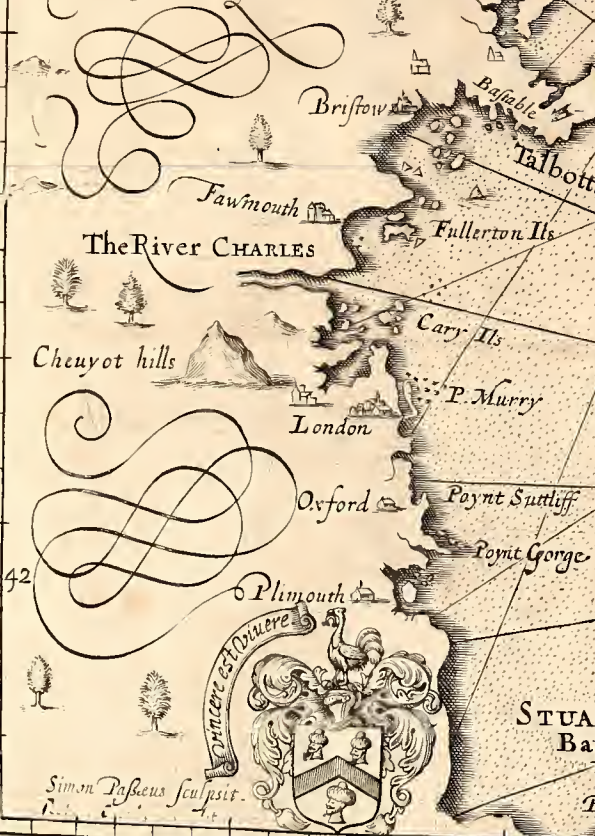 Bastable
Bristow
Talbott
Fawmouth
Fullerton Ils
The River CHARLES
Cary Ils
Cheuyot hills
P. Murry
London
Oxford
Poynt Suttliff
Poynt Gorge
42
Plimouth
Vincere est Viuere
STUA
Ba
Simon Passæus sculpsit.